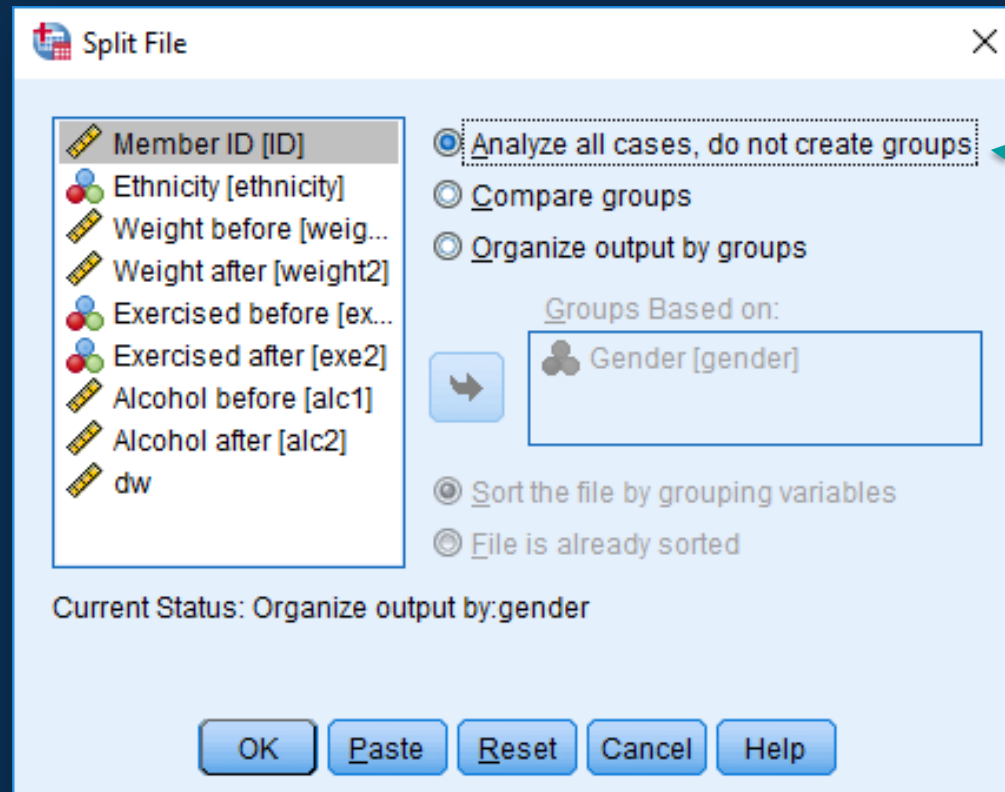 Split File
Member ID [ID]
Ethnicity [ethnicity]
Weight before [weig...
Weight after [weight2]
Exercised before [ex...
Exercised after [exe2]
Alcohol before [alc1]
Alcohol after [alc2]
dw
Analyze all cases, do not create groups
Compare groups
Organize output by groups
Groups Based on:
Gender [gender]
Sort the file by grouping variables
File is already sorted
Current Status: Organize output by:gender
OK
Paste
Reset
Cancel
Help